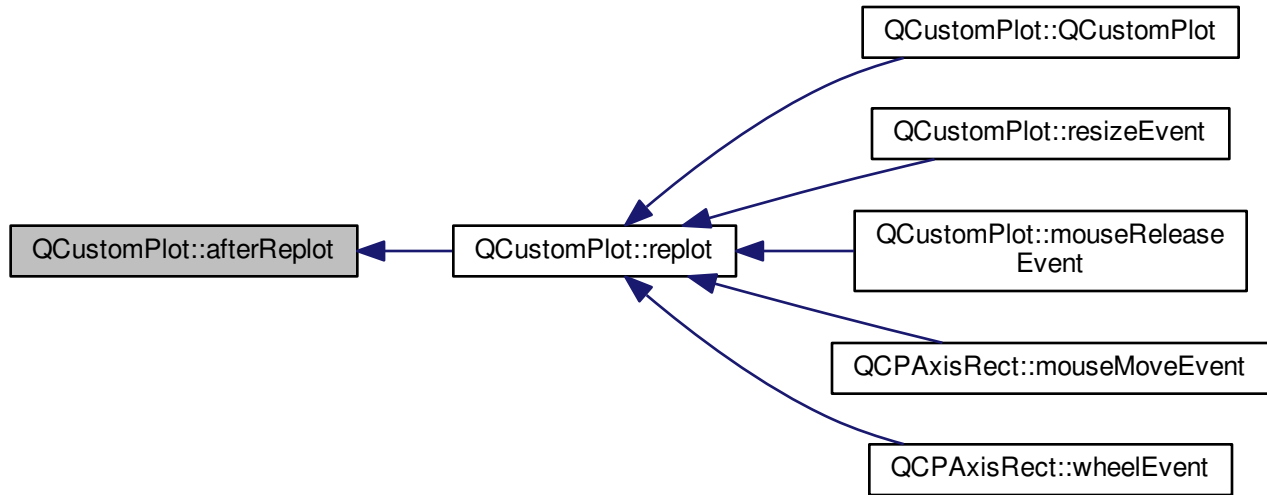 QCustomPlot::QCustomPlot
QCustomPlot::resizeEvent
QCustomPlot::afterReplot
QCustomPlot::replot
QCustomPlot::mouseRelease
Event
QCPAxisRect::mouseMoveEvent
QCPAxisRect::wheelEvent